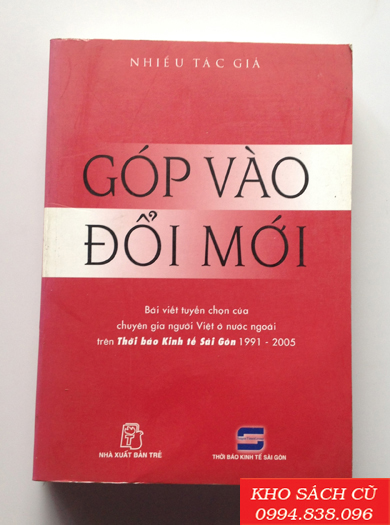 NHIỀU TÁC GIẢ
GÓP VÀO
ĐỔI MỚI
Bài viết tuyển chọn của
chuyên gia người Việt ở nước ngoài
trên Thời báo Kinh tế Sài Gòn 1991 - 2005
NHÀ XUẤT BẢN TRẺ
THỜI BÁO KINH TẾ SÀI GÒN
KHO SÁCH CŨ
0994.838.096